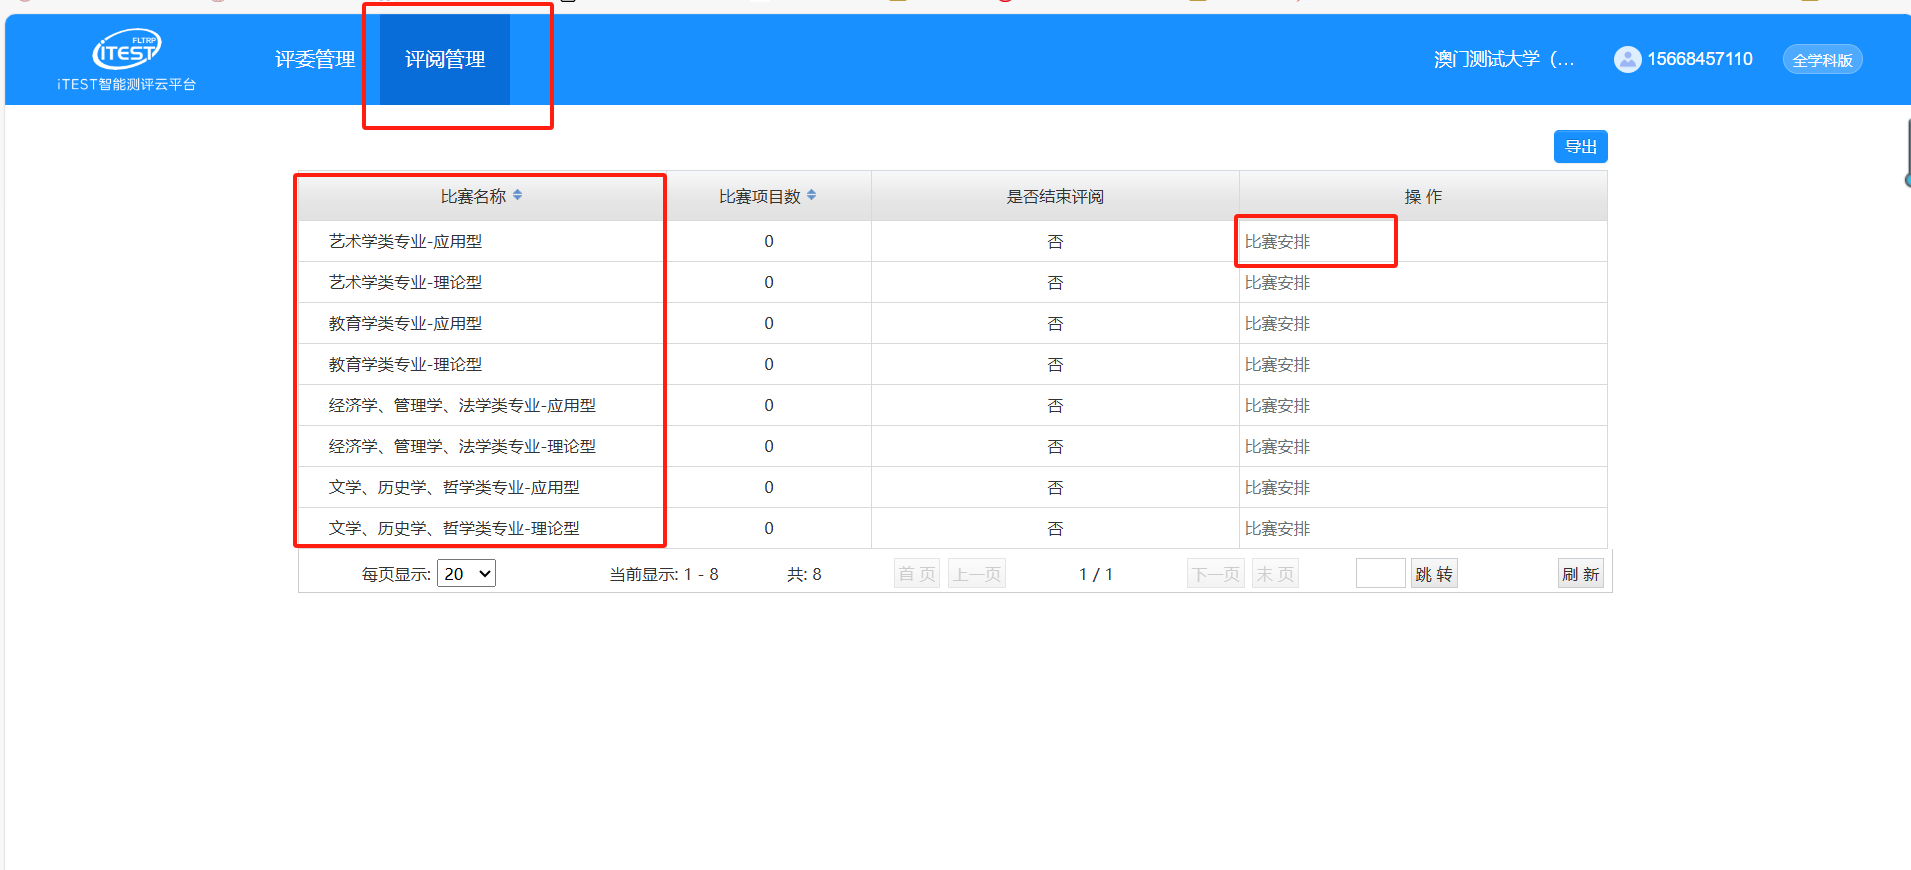 FLTRP
iTEST
iTEST智能测评云平台
评委管理
评阅管理
澳门测试大学（...
15668457110
全学科版
导出
比赛名称 比赛项目数 是否结束评阅 操 作
艺术学类专业-应用型 0 否 比赛安排
艺术学类专业-理论型 0 否 比赛安排
教育学类专业-应用型 0 否 比赛安排
教育学类专业-理论型 0 否 比赛安排
经济学、管理学、法学类专业-应用型 0 否 比赛安排
经济学、管理学、法学类专业-理论型 0 否 比赛安排
文学、历史学、哲学类专业-应用型 0 否 比赛安排
文学、历史学、哲学类专业-理论型 0 否 比赛安排
每页显示: 20 当前显示: 1 - 8 共: 8 首 页 上一页 1 / 1 下一页 末 页 跳 转 刷 新